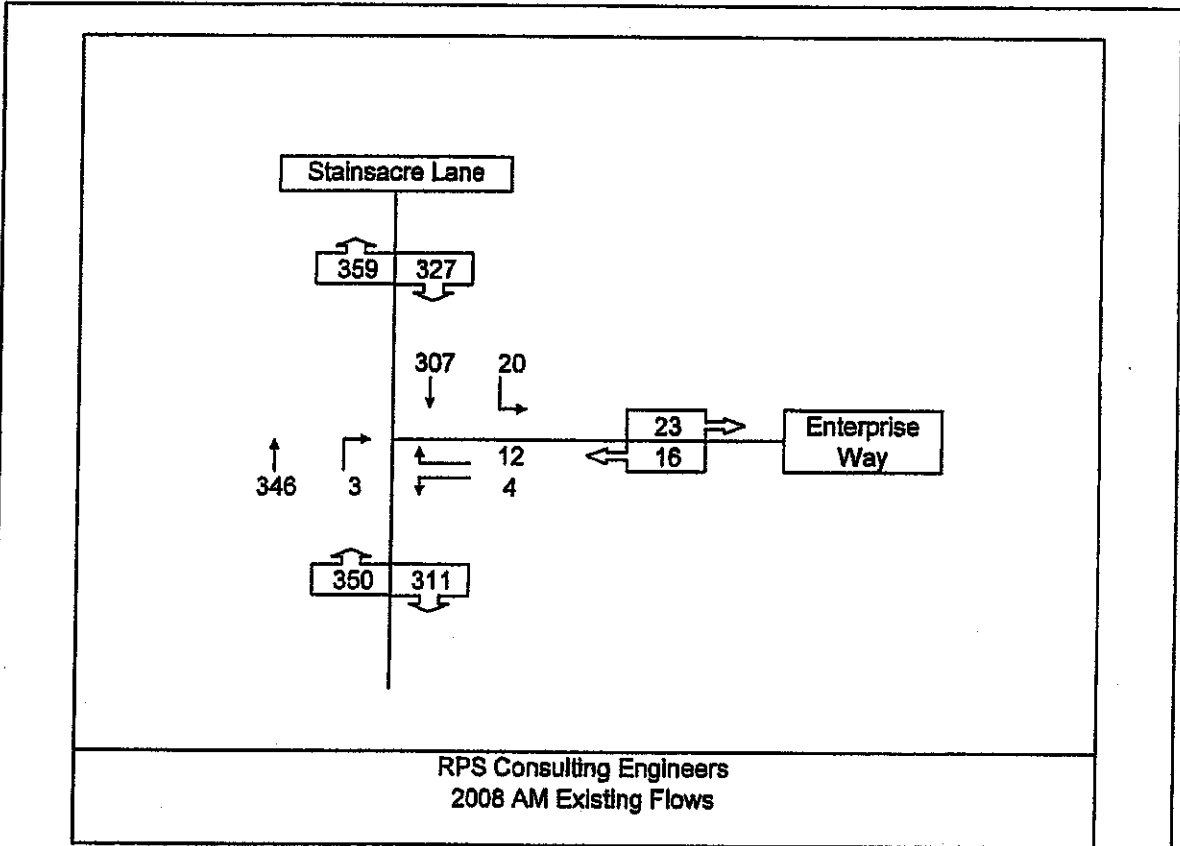 Stainsacre Lane
359 327
307 20
23
Enterprise
Way
12
16
346 3
4
350 311
RPS Consulting Engineers
2008 AM Existing Flows